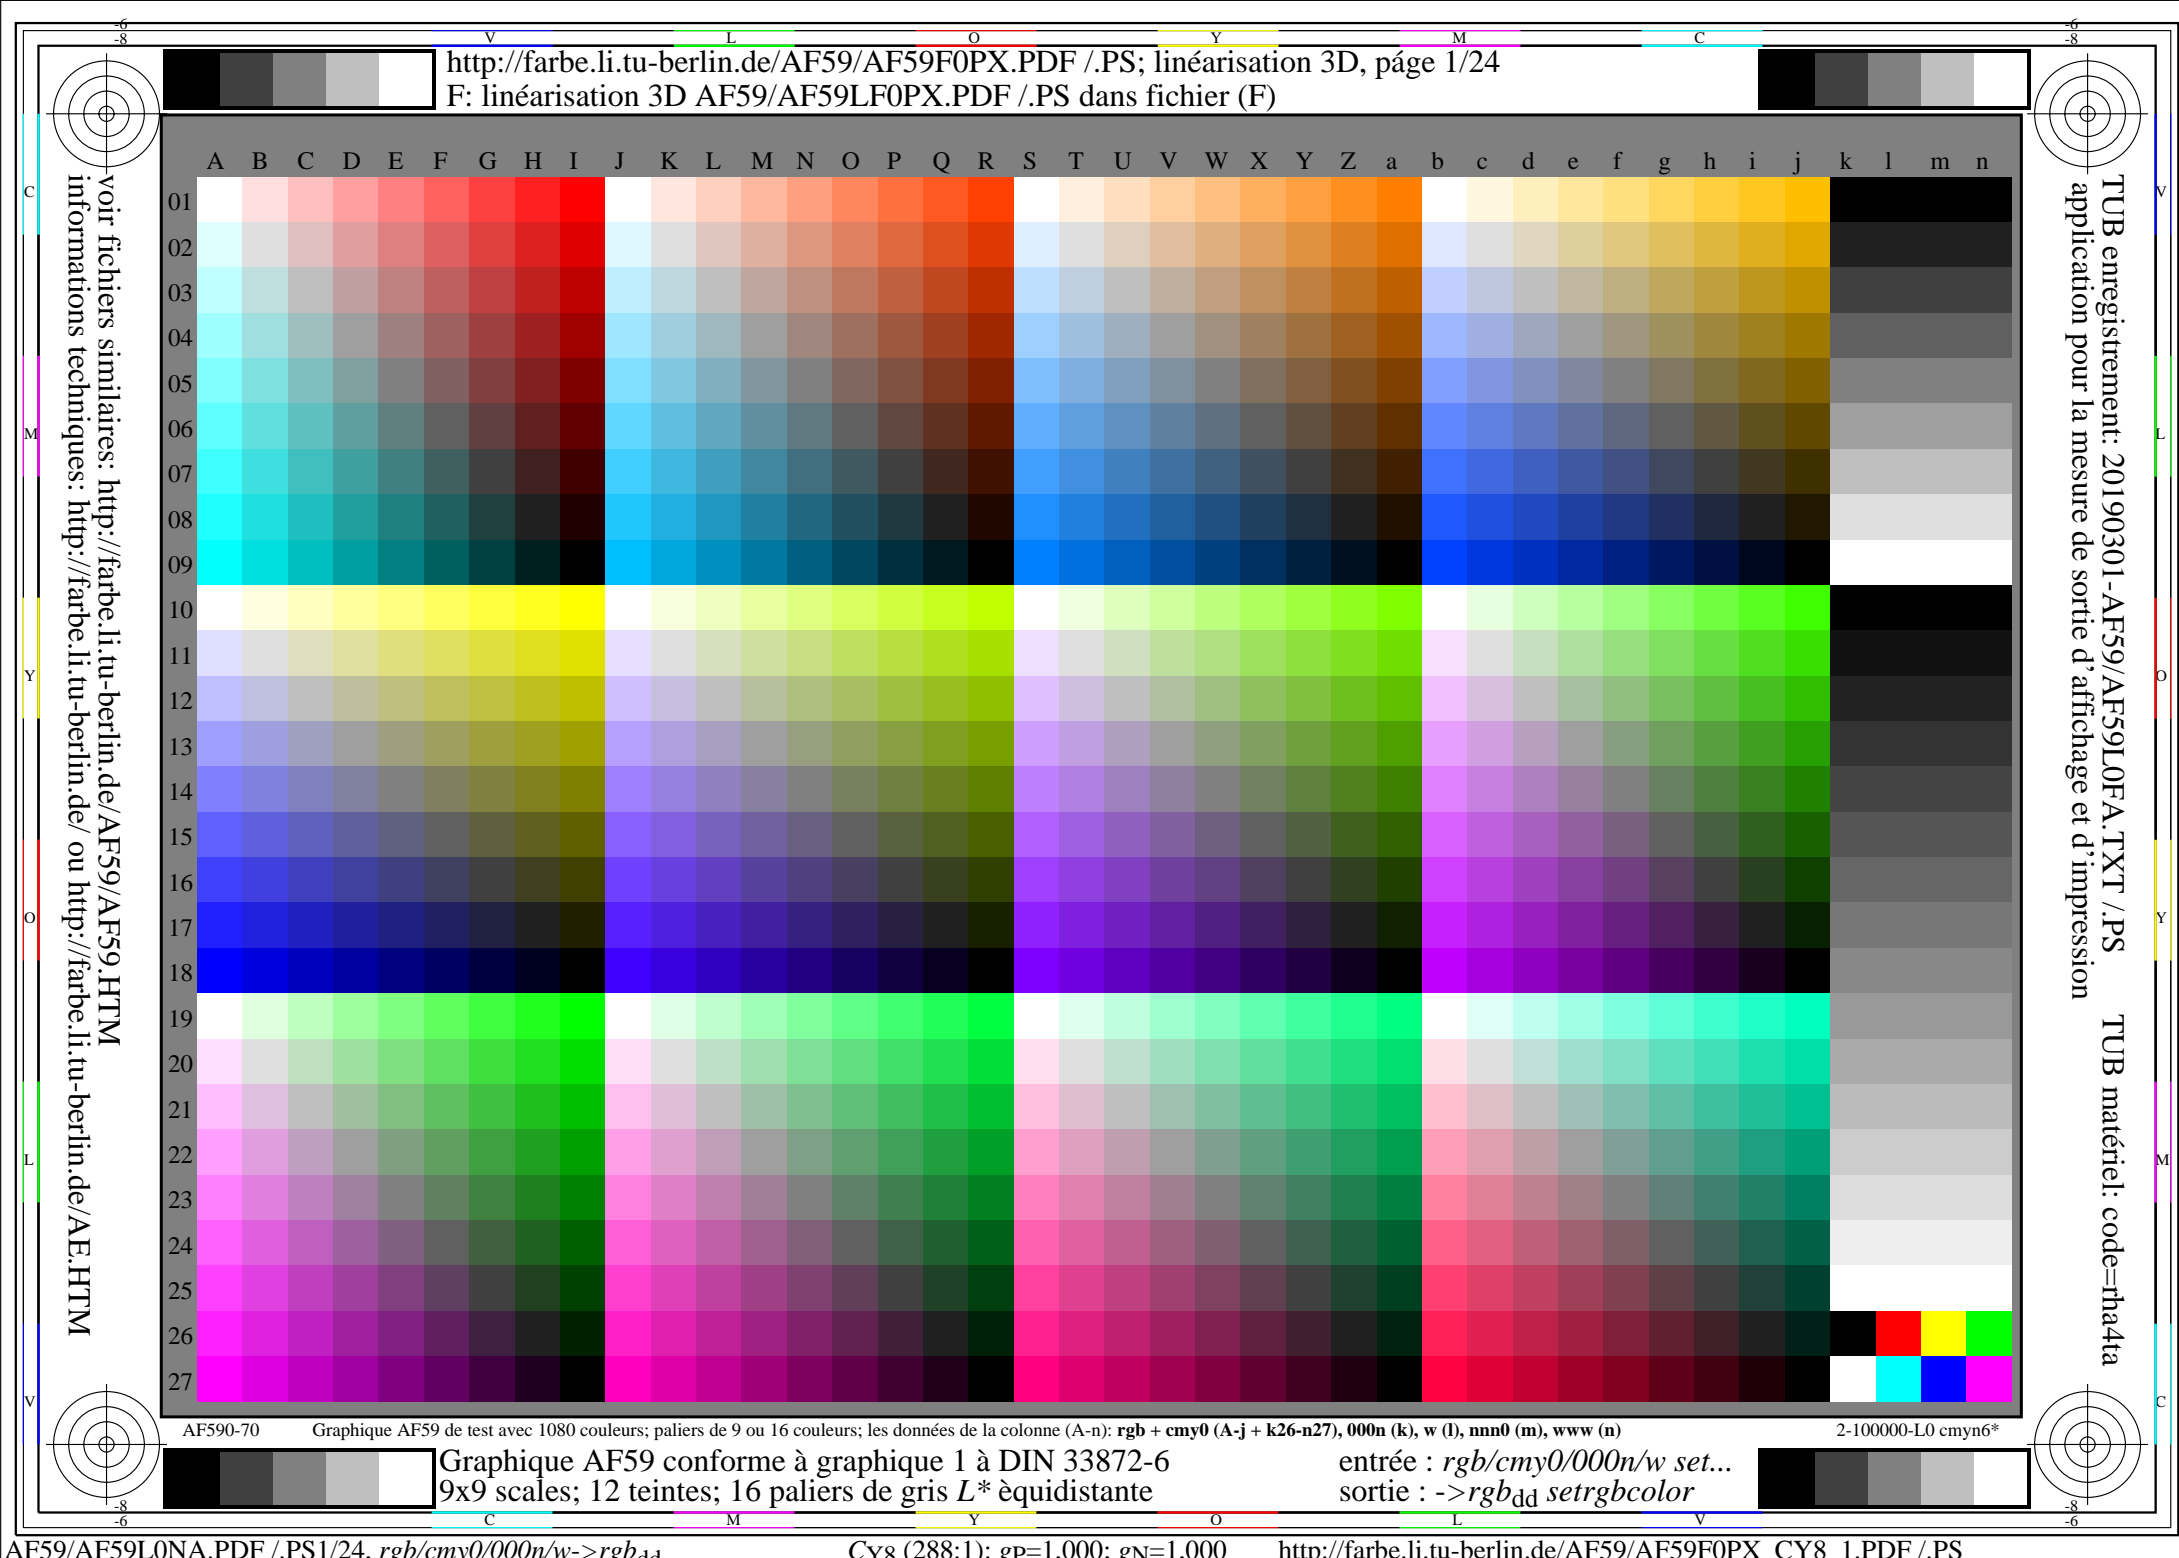 -6
-8
V L O Y M C
-6
-8
http://farbe.li.tu-berlin.de/AF59/AF59F0PX.PDF /.PS; linéarisation 3D, páge 1/24
F: linéarisation 3D AF59/AF59LF0PX.PDF /.PS dans fichier (F)
A B C D E F G H I J K L M N O P Q R S T U V W X Y Z a b c d e f g h i j k l m n
01
02
03
04
05
06
07
08
09
10
11
12
13
14
15
16
17
18
19
20
21
22
23
24
25
26
27
C
M
Y
O
L
V
voir fichiers similaires: http://farbe.li.tu-berlin.de/AF59/AF59.HTM
informations techniques: http://farbe.li.tu-berlin.de/ ou http://farbe.li.tu-berlin.de/AE.HTM
TUB enregistrement: 20190301-AF59/AF59L0FA.TXT /.PS TUB matériel: code=rha4ta
application pour la mesure de sortie d'affichage et d'impression
V
L
O
Y
M
C
AF590-70 Graphique AF59 de test avec 1080 couleurs; paliers de 9 ou 16 couleurs; les données de la colonne (A-n): rgb + cmy0 (A-j + k26-n27), 000n (k), w (l), nnn0 (m), www (n) 2-100000-L0 cmyn6*
Graphique AF59 conforme à graphique 1 à DIN 33872-6 entrée : rgb/cmy0/000n/w set...
9x9 scales; 12 teintes; 16 paliers de gris L* èquidistante sortie : ->rgbdd setrgbcolor
-8
-6
C M Y O L V
-8
-6
AF59/AF59L0NA.PDF /.PS1/24, rgb/cmy0/000n/w->rgbdd CY8 (288:1): gP=1,000; gN=1,000 http://farbe.li.tu-berlin.de/AF59/AF59F0PX_CY8_1.PDF /.PS